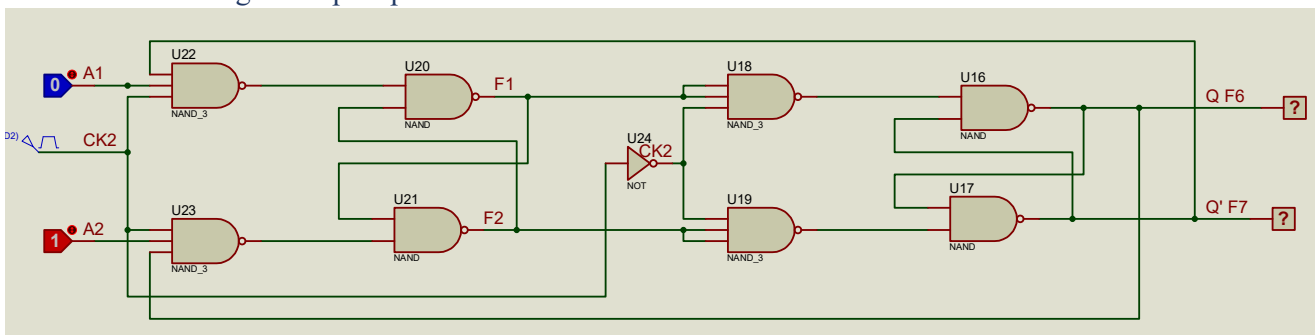 U22
U20
U18
U16
0
A1
F1
Q F6
?
NAND_3
NAND
NAND_3
NAND
D2)
CK2
U24
CK2
NOT
U23
U21
U19
U17
1
A2
F2
Q' F7
?
NAND_3
NAND
NAND_3
NAND